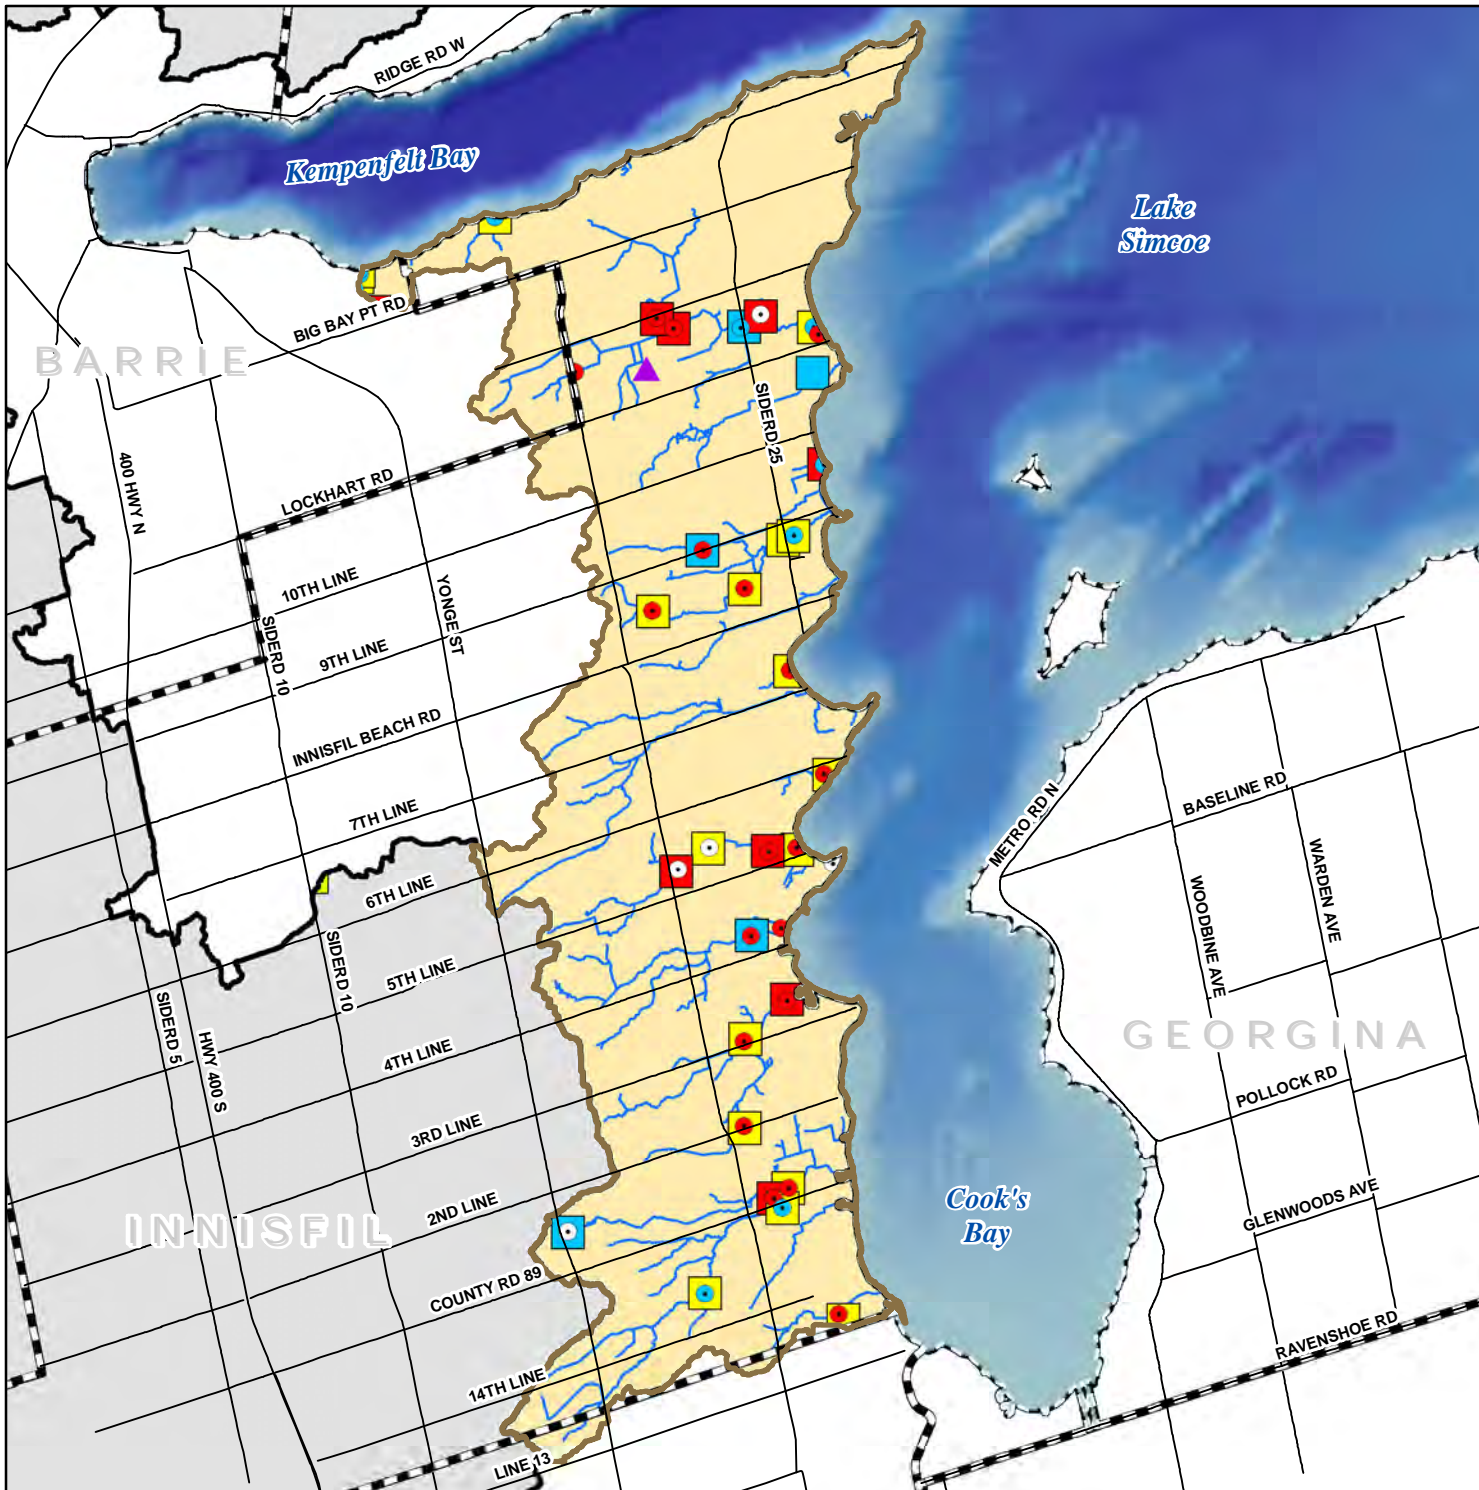 RIDGE RD W
Kempenfelt Bay
Lake
Simcoe
BIG BAY PT RD
BARRIE
SIDERD 25
400 HWY N
LOCKHART RD
10TH LINE
YONGE ST
SIDERD 10
9TH LINE
INNISFIL BEACH RD
7TH LINE
METRO RD N
BASELINE RD
WARDEN AVE
WOODBINE AVE
6TH LINE
SIDERD 10
5TH LINE
SIDERD 5
HWY 400 S
4TH LINE
GEORGINA
POLLOCK RD
3RD LINE
2ND LINE
INNISFIL
Cook's
Bay
GLENWOODS AVE
COUNTY RD 89
RAVENSHOE RD
14TH LINE
LINE 13